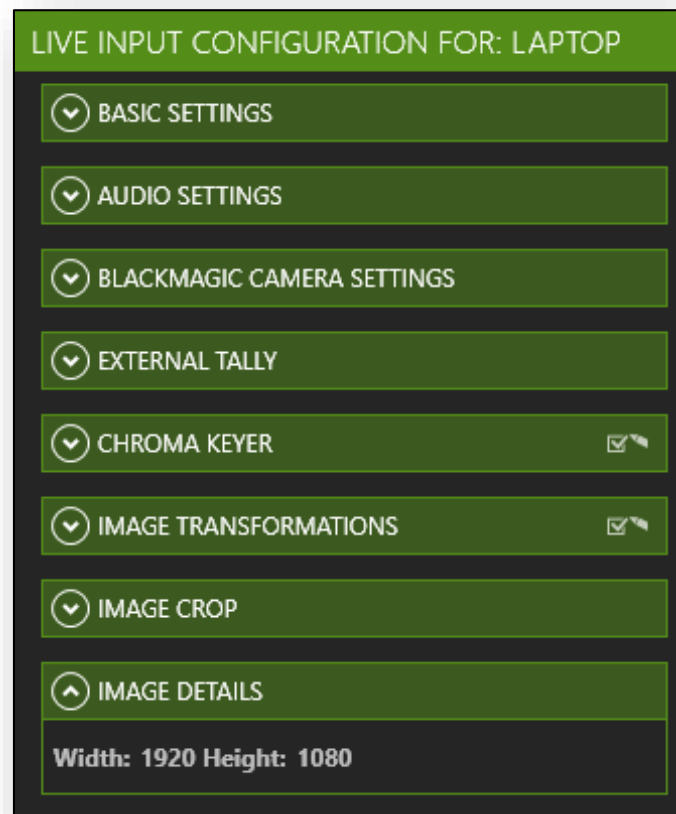 LIVE INPUT CONFIGURATION FOR: LAPTOP
BASIC SETTINGS
AUDIO SETTINGS
BLACKMAGIC CAMERA SETTINGS
EXTERNAL TALLY
CHROMA KEYER
IMAGE TRANSFORMATIONS
IMAGE CROP
IMAGE DETAILS
Width: 1920 Height: 1080